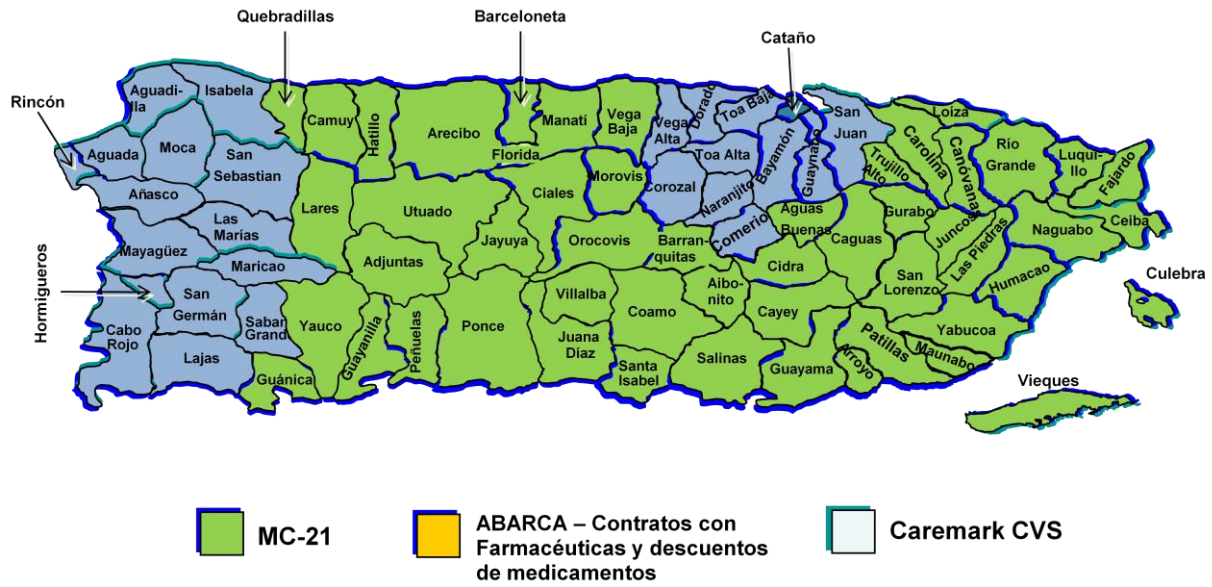 Quebradillas
Barceloneta
Cataño
Rincón
Aguadi-
lla
Isabela
Camuy
Hatillo
Arecibo
Manatí
Vega
Baja
Vega
Alta
Dorado
Toa Baja
San
Juan
Loiza
Aguada
Moca
San
Sebastian
Florida
Morovis
Toa Alta
Bayamón
Guaynabo
Trujillo
Alto
Carolina
Canóvanas
Río
Grande
Luqui-
llo
Fajardo
Añasco
Lares
Utuado
Ciales
Corozal
Naranjito
Las
Marías
Jayuya
Orocovis
Barran-
quitas
Comerio
Aguas
Buenas
Caguas
Gurabo
Juncos
Las Piedras
Naguabo
Ceiba
Mayagüez
Maricao
Adjuntas
Cidra
San
Lorenzo
Humacao
Culebra
Hormigueros
San
Germán
Villalba
Coamo
Aibo-
nito
Cayey
Cabo
Rojo
Saban
Grand
Yauco
Guayanilla
Peñuelas
Ponce
Juana
Díaz
Yabucoa
Lajas
Guánica
Santa
Isabel
Salinas
Guayama
Arroyo
Patillas
Maunabo
Vieques
MC-21
ABARCA – Contratos con
Farmacéuticas y descuentos
de medicamentos
Caremark CVS